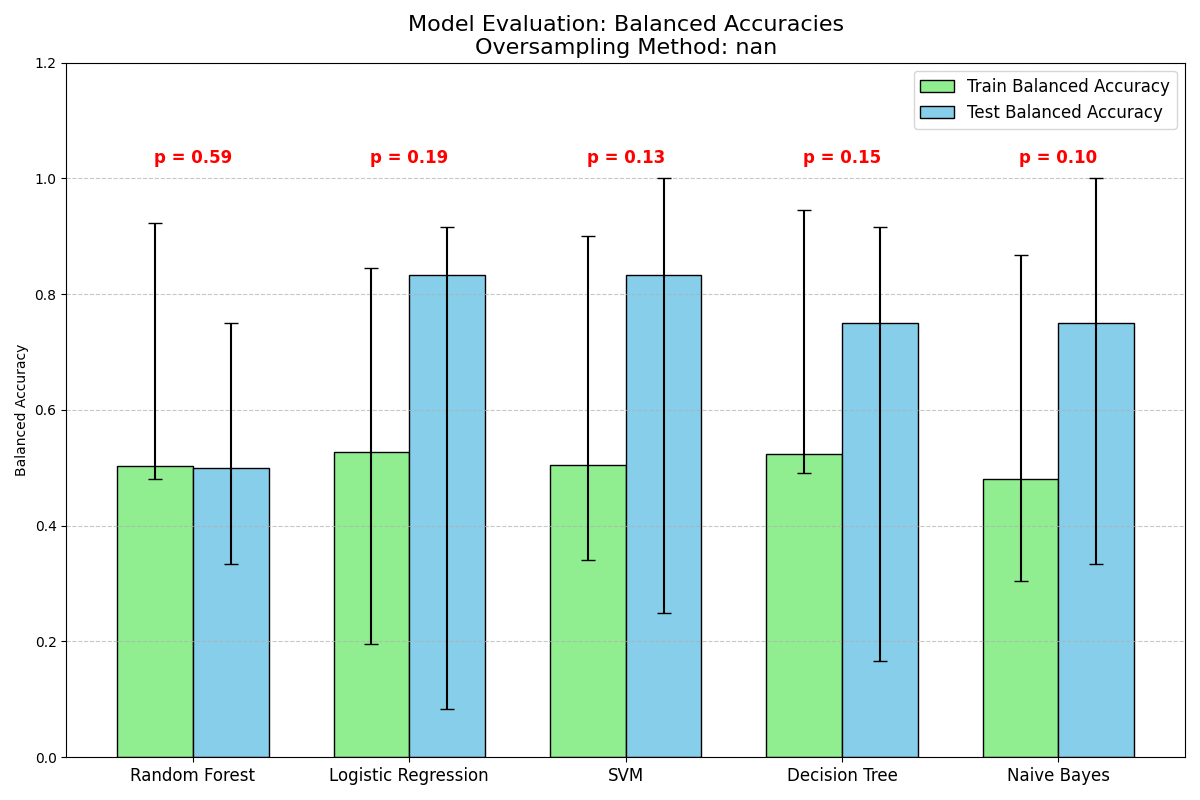 Model Evaluation: Balanced Accuracies
Oversampling Method: nan
Train Balanced Accuracy
Test Balanced Accuracy
p = 0.59
p = 0.19
p = 0.13
p = 0.15
p = 0.10
Balanced Accuracy
1.2
1.0
0.8
0.6
0.4
0.2
0.0
Random Forest
Logistic Regression
SVM
Decision Tree
Naive Bayes